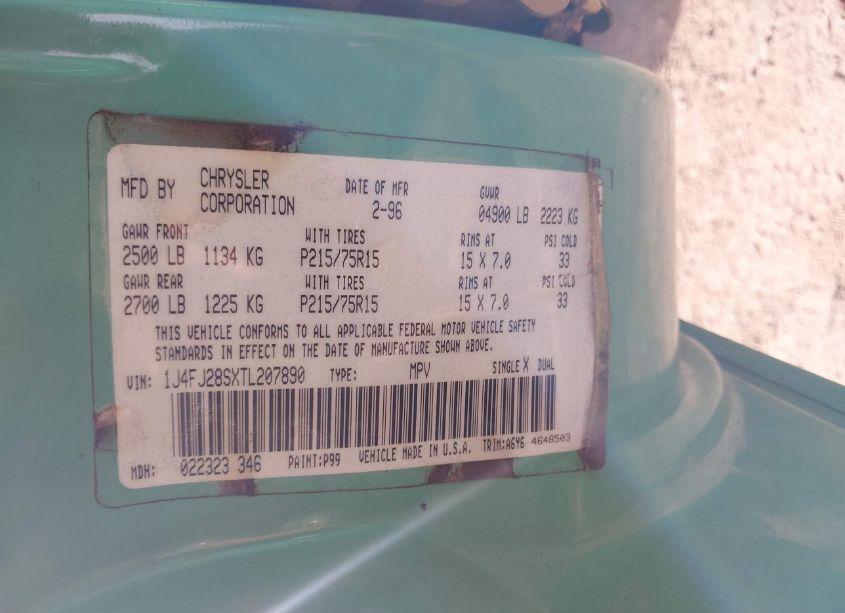 MFD BY CHRYSLER CORPORATION DATE OF MFR 2-96 GVWR 04900 LB 2223 KG
GAWR FRONT WITH TIRES RIMS AT PSI COLD
2500 LB 1134 KG P215/75R15 15 X 7.0 33
GAWR REAR WITH TIRES RIMS AT PSI COLD
2700 LB 1225 KG P215/75R15 15 X 7.0 33
THIS VEHICLE CONFORMS TO ALL APPLICABLE FEDERAL MOTOR VEHICLE SAFETY
STANDARDS IN EFFECT ON THE DATE OF MANUFACTURE SHOWN ABOVE.
VIN: 1J4FJ28SXTL207890 TYPE: MPV SINGLE X DUAL
MDH: 022323 346 PAINT:P99 VEHICLE MADE IN U.S.A. TRIM:A6Y6 4648503